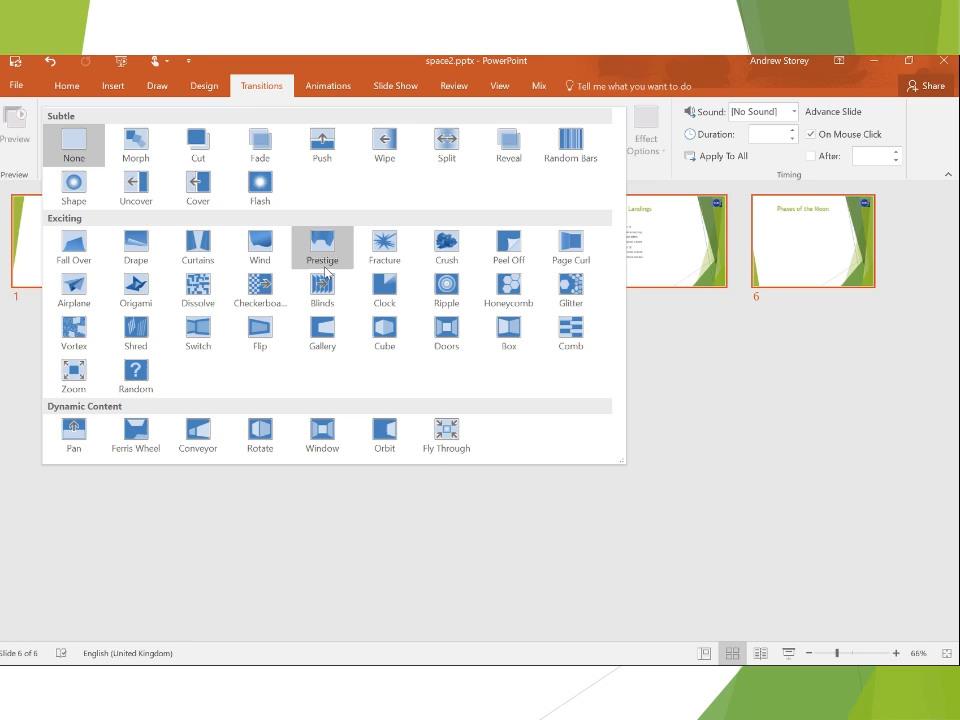 space2.pptx - PowerPoint
Andrew Storey
File Home Insert Draw Design Transitions Animations Slide Show Review View Mix Tell me what you want to do Share
Preview
Preview
Subtle
None Morph Cut Fade Push Wipe Split Reveal Random Bars
Shape Uncover Cover Flash
Exciting
Fall Over Drape Curtains Wind Prestige Fracture Crush Peel Off Page Curl
Airplane Origami Dissolve Checkerboa... Blinds Clock Ripple Honeycomb Glitter
Vortex Shred Switch Flip Gallery Cube Doors Box Comb
Zoom Random
Dynamic Content
Pan Ferris Wheel Conveyor Rotate Window Orbit Fly Through
Effect
Options
Sound: [No Sound] Advance Slide
Duration: On Mouse Click
Apply To All After:
Timing
Landings
Phases of the Moon
1
6
Slide 6 of 6 English (United Kingdom) 66%